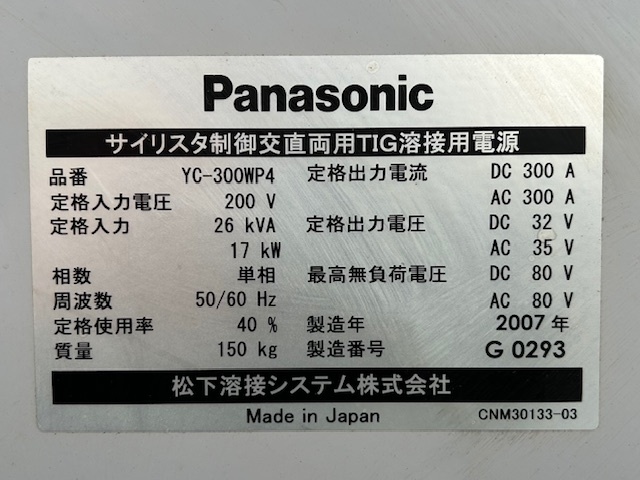 Panasonic
サイリスタ制御交直両用TIG溶接用電源
品番 YC-300WP4 定格出力電流 DC 300 A
定格入力電圧 200 V AC 300 A
定格入力 26 kVA 定格出力電圧 DC 32 V
17 kW AC 35 V
相数 単相 最高無負荷電圧 DC 80 V
周波数 50/60 Hz AC 80 V
定格使用率 40 % 製造年 2007 年
質量 150 kg 製造番号 G 0293
松下溶接システム株式会社
Made in Japan CNM30133-03